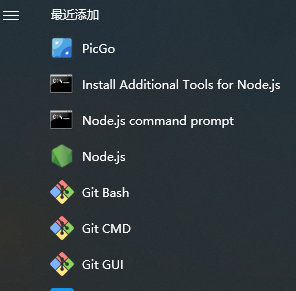 最近添加
PicGo
Install Additional Tools for Node.js
Node.js command prompt
Node.js
Git Bash
Git CMD
Git GUI